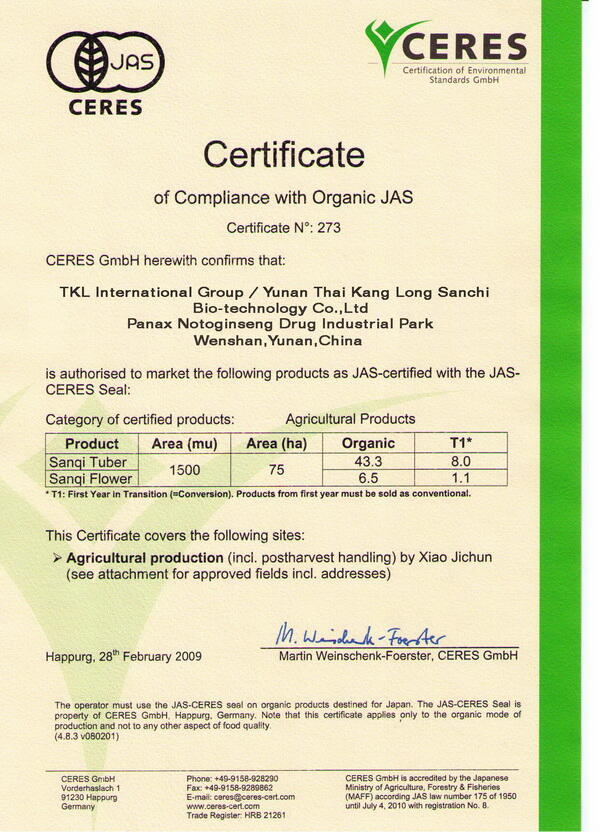 JAS
CERES
CERES
Certification of Environmental
Standards GmbH
Certificate
of Compliance with Organic JAS
Certificate N°: 273
CERES GmbH herewith confirms that:
TKL International Group / Yunan Thai Kang Long Sanchi
Bio-technology Co.,Ltd
Panax Notoginseng Drug Industrial Park
Wenshan,Yunan,China
is authorised to market the following products as JAS-certified with the JAS-
CERES Seal:
Category of certified products: Agricultural Products
Product Area (mu) Area (ha) Organic T1*
Sanqi Tuber 1500 75 43.3 8.0
Sanqi Flower 6.5 1.1
* T1: First Year in Transition (=Conversion). Products from first year must be sold as conventional.
This Certificate covers the following sites:
➢ Agricultural production (incl. postharvest handling) by Xiao Jichun
(see attachment for approved fields incl. addresses)
M. Weinschenk-Foerster
Happurg, 28th February 2009
Martin Weinschenk-Foerster, CERES GmbH
The operator must use the JAS-CERES seal on organic products destined for Japan. The JAS-CERES Seal is
property of CERES GmbH, Happurg, Germany. Note that this certificate applies only to the organic mode of
production and not to any other aspect of food quality.
(4.8.3 v080201)
CERES GmbH
Vorderhaslach 1
91230 Happurg
Germany
Phone: +49-9158-928290
Fax: +49-9158-9289862
E-mail: ceres@ceres-cert.com
www.ceres-cert.com
Trade Register: HRB 21261
CERES GmbH is accredited by the Japanese
Ministry of Agriculture, Forestry & Fisheries
(MAFF) according JAS law number 175 of 1950
until July 4, 2010 with registration No. 8.